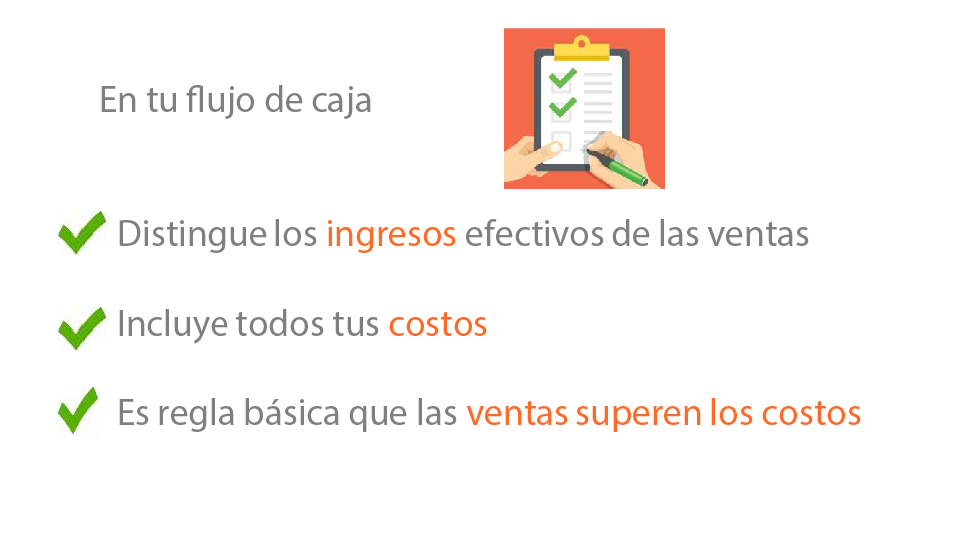 En tu flujo de caja
Distingue los ingresos efectivos de las ventas
Incluye todos tus costos
Es regla básica que las ventas superen los costos